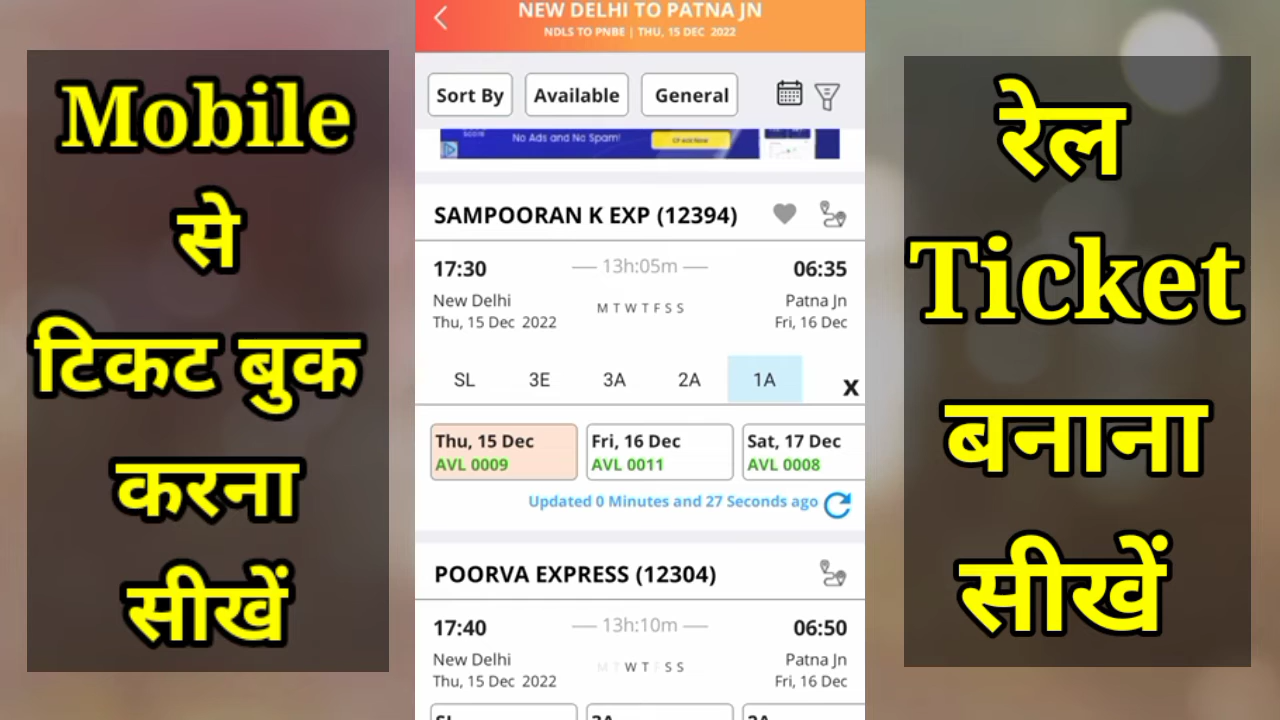 Mobile
से
टिकट बुक
करना
सीखें
NEW DELHI TO PATNA JN
NDLS TO PNBE | THU, 15 DEC 2022
Sort By Available General
No Ads and No Spam!
SAMPOORAN K EXP (12394)
17:30 13h:05m 06:35
New Delhi M T W T F S S Patna Jn
Thu, 15 Dec 2022 Fri, 16 Dec
SL 3E 3A 2A 1A X
Thu, 15 Dec Fri, 16 Dec Sat, 17 Dec
AVL 0009 AVL 0011 AVL 0008
Updated 0 Minutes and 27 Seconds ago
POORVA EXPRESS (12304)
17:40 13h:10m 06:50
New Delhi M T W T F S S Patna Jn
Thu, 15 Dec 2022 Fri, 16 Dec
रेल
Ticket
बनाना
सीखें